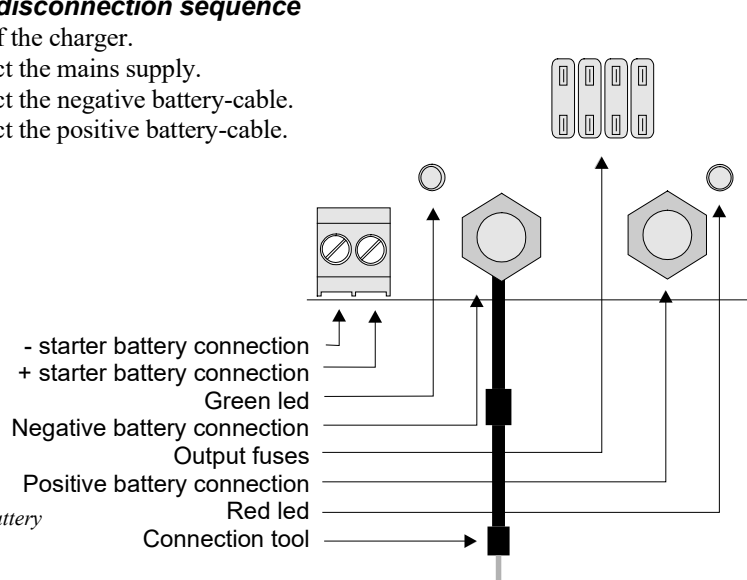 disconnection sequence
f the charger.
ct the mains supply.
ct the negative battery-cable.
ct the positive battery-cable.
- starter battery connection
+ starter battery connection
Green led
Negative battery connection
Output fuses
Positive battery connection
Red led
ttery
Connection tool